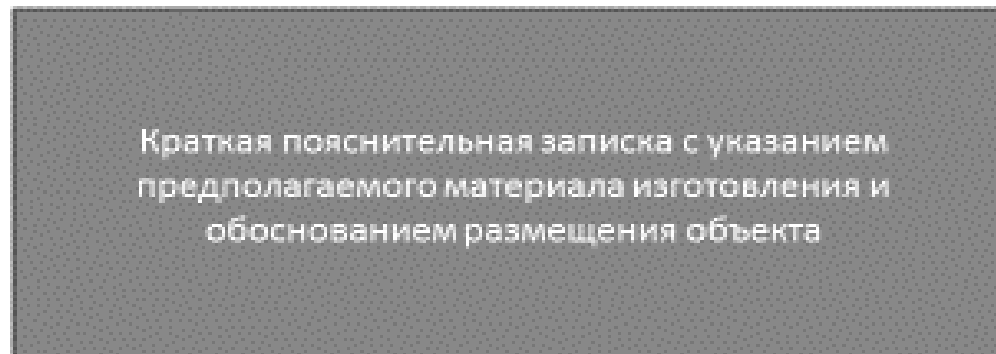 Краткая пояснительная записка с указанием
предполагаемого материала изготовления и
обоснованием размещения объекта